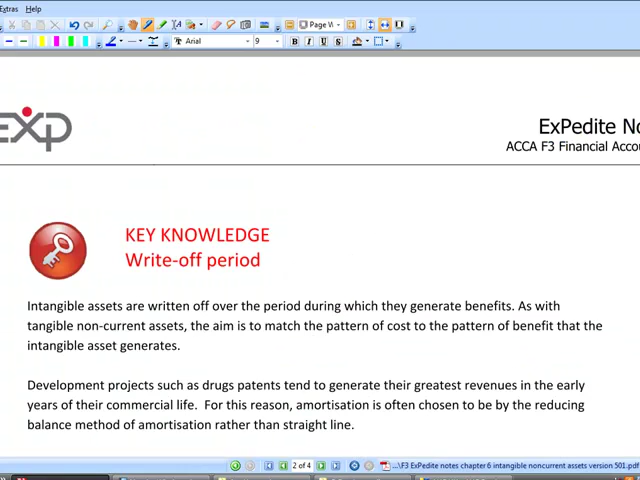 Extras Help
Page W
Arial 9 B I U S
EXP
ExPedite No
ACCA F3 Financial Accou
KEY KNOWLEDGE
Write-off period
Intangible assets are written off over the period during which they generate benefits. As with
tangible non-current assets, the aim is to match the pattern of cost to the pattern of benefit that the
intangible asset generates.
Development projects such as drugs patents tend to generate their greatest revenues in the early
years of their commercial life. For this reason, amortisation is often chosen to be by the reducing
balance method of amortisation rather than straight line.
2 of 4
...\F3 ExPedite notes chapter 6 intangible noncurrent assets version 501.pdf